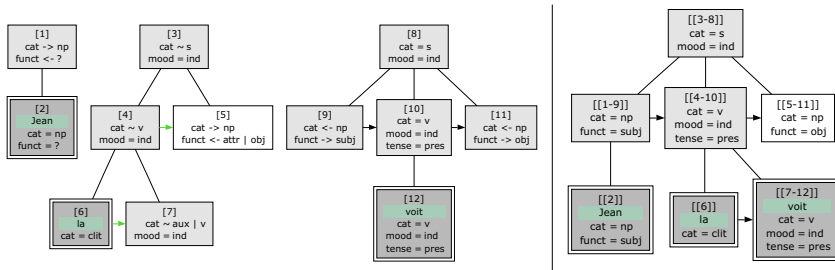 [1]
cat -> np
funct <- ?
[2]
Jean
cat = np
funct = ?
[3]
cat ~ s
mood = ind
[4]
cat ~ v
mood = ind
[5]
cat -> np
funct <- attr | obj
[6]
la
cat = clit
[7]
cat ~ aux | v
mood = ind
[8]
cat = s
mood = ind
[9]
cat <- np
funct -> subj
[10]
cat = v
mood = ind
tense = pres
[11]
cat <- np
funct -> obj
[12]
voit
cat = v
mood = ind
tense = pres
[[3-8]]
cat = s
mood = ind
[[1-9]]
cat = np
funct = subj
[[4-10]]
cat = v
mood = ind
tense = pres
[[5-11]]
cat = np
funct = obj
[[2]]
Jean
cat = np
funct = subj
[[6]]
la
cat = clit
[[7-12]]
voit
cat = v
mood = ind
tense = pres